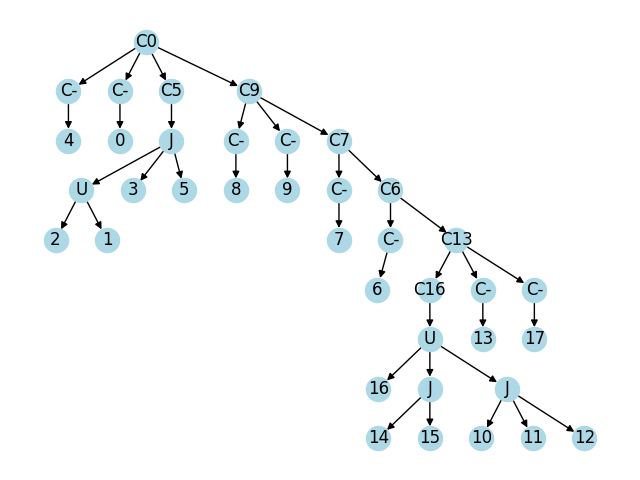 C0
C- C- C5 C9
4 0 J C- C- C7
U 3 5 8 9 C- C6
2 1 7 C- C13
6 C16 C- C-
U 13 17
16 J J
14 15 10 11 12